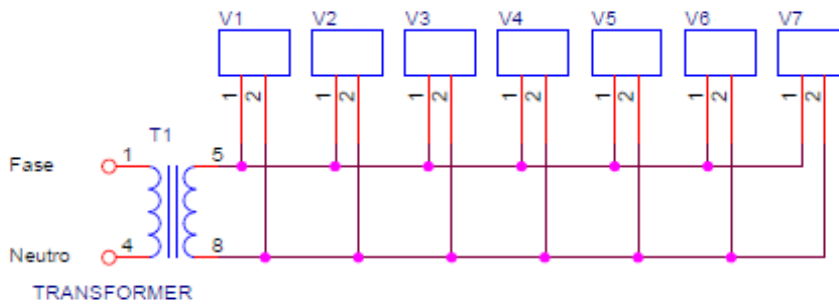 V1 V2 V3 V4 V5 V6 V7
1 2 1 2 1 2 1 2 1 2 1 2 1 2
T1
Fase 1 5
Neutro 4 8
TRANSFORMER